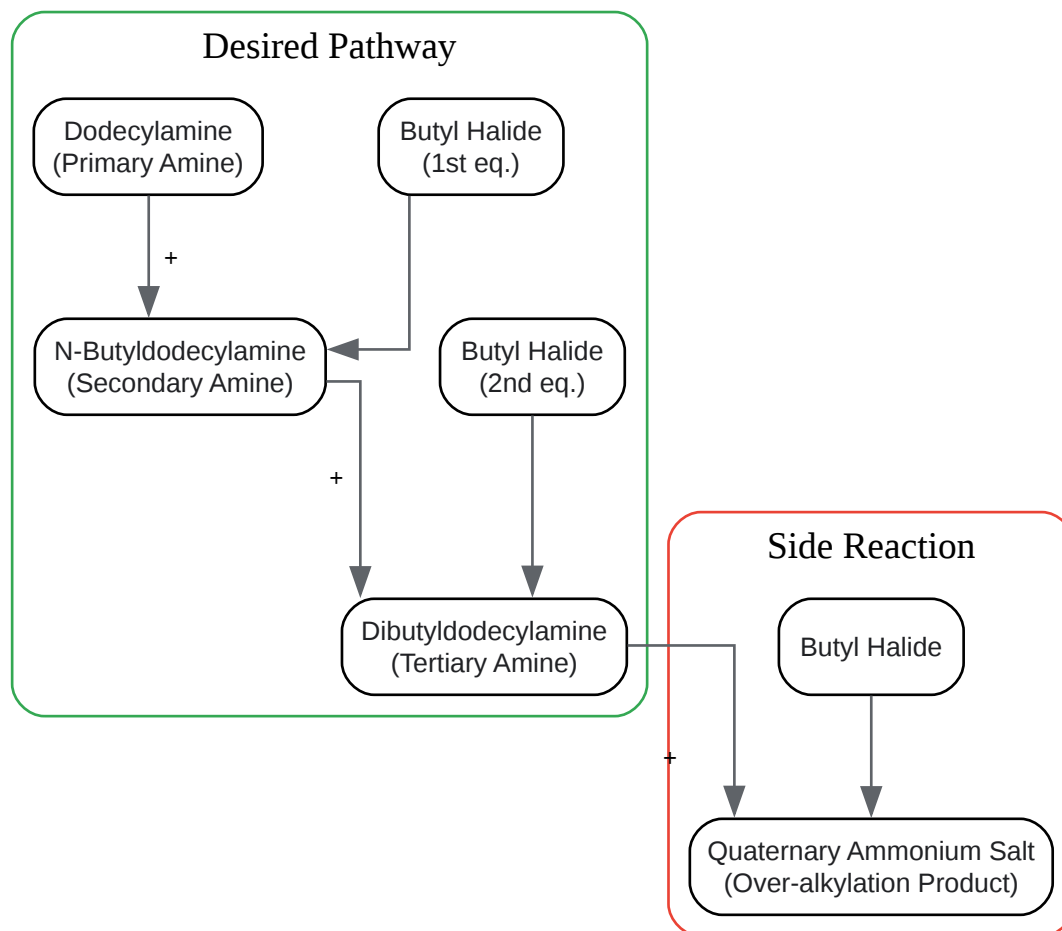 Desired Pathway
Dodecylamine
(Primary Amine)
Butyl Halide
(1st eq.)
+
N-Butyldodecylamine
(Secondary Amine)
Butyl Halide
(2nd eq.)
+
Dibutyldodecylamine
(Tertiary Amine)
Side Reaction
Butyl Halide
+
Quaternary Ammonium Salt
(Over-alkylation Product)